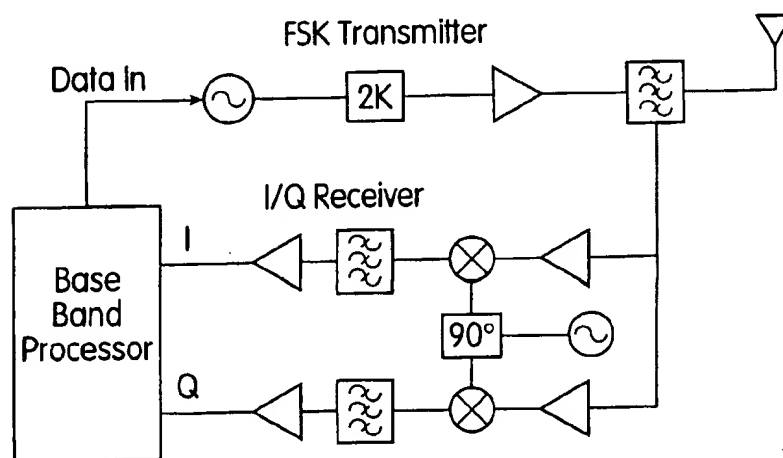 FSK Transmitter
Data In
2K
I/Q Receiver
I
Base
Band
Processor
90°
Q